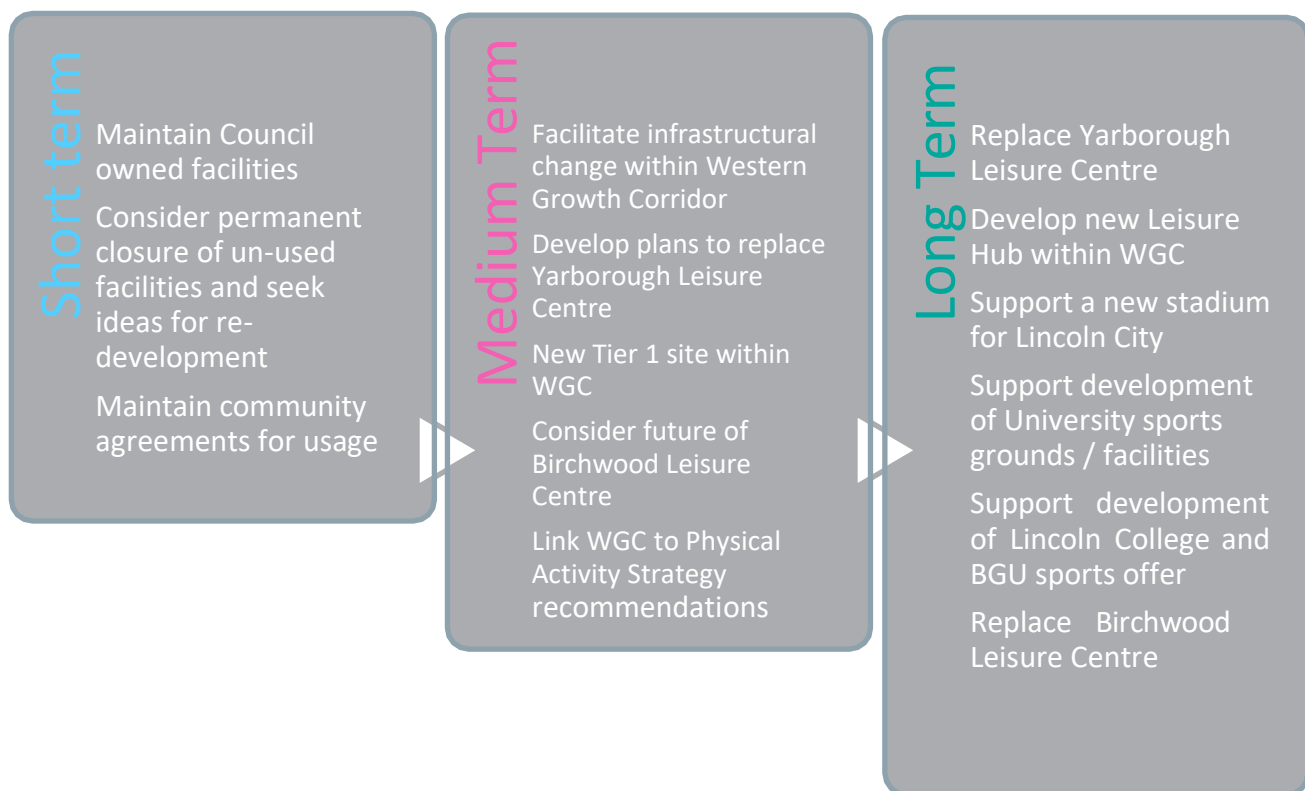 Short term
Maintain Council
owned facilities
Consider permanent
closure of un-used
facilities and seek
ideas for re-
development
Maintain community
agreements for usage
Medium Term
Facilitate infrastructural
change within Western
Growth Corridor
Develop plans to replace
Yarborough Leisure
Centre
New Tier 1 site within
WGC
Consider future of
Birchwood Leisure
Centre
Link WGC to Physical
Activity Strategy
recommendations
Long Term
Replace Yarborough
Leisure Centre
Develop new Leisure
Hub within WGC
Support a new stadium
for Lincoln City
Support development
of University sports
grounds / facilities
Support development
of Lincoln College and
BGU sports offer
Replace Birchwood
Leisure Centre